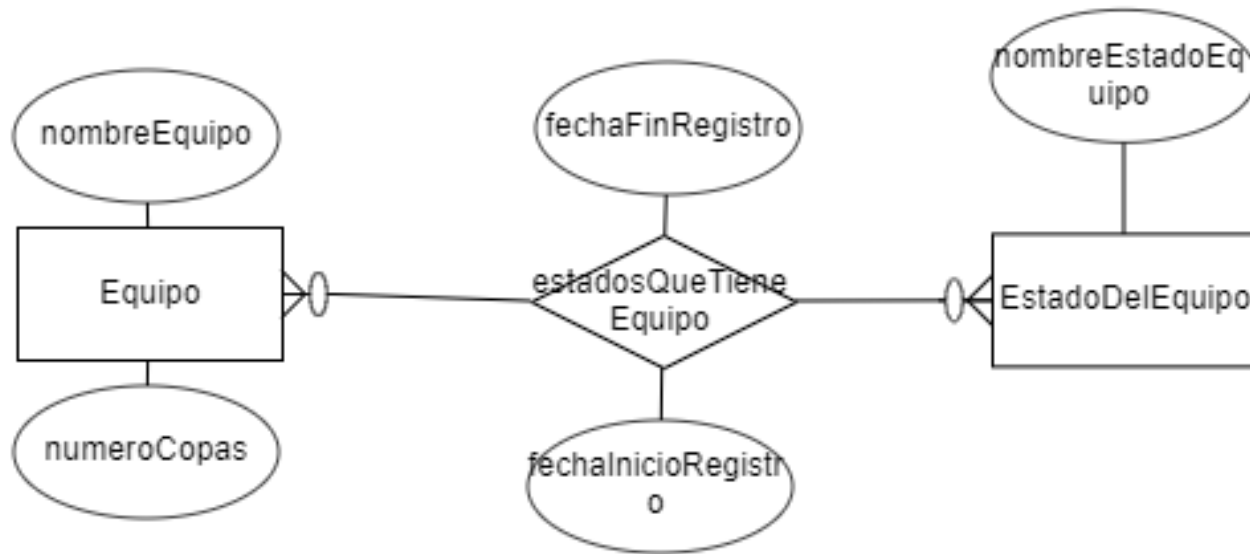 nombreEquipo
Equipo
numeroCopas
fechaFinRegistro
estadosQueTiene
Equipo
fechaInicioRegistr
o
nombreEstadoEq
uipo
EstadoDelEquipo